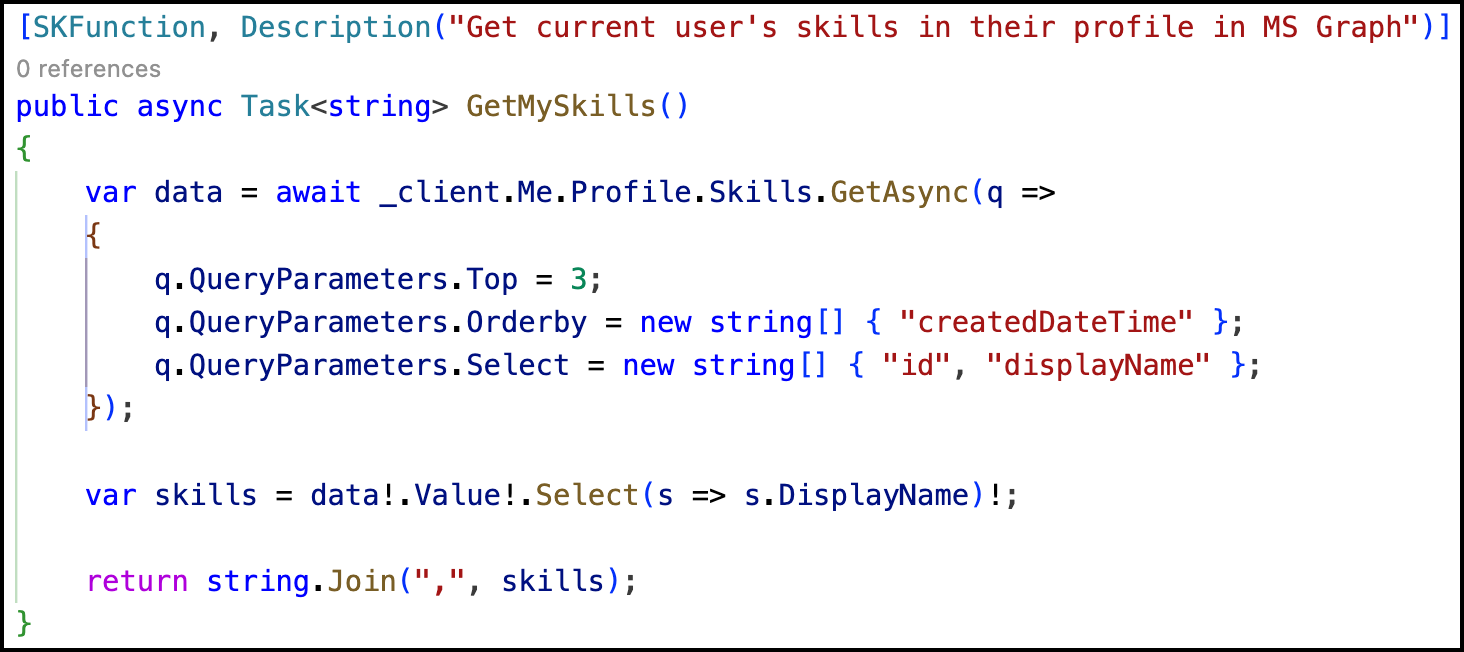 [SKFunction, Description("Get current user's skills in their profile in MS Graph")]
0 references
public async Task<string> GetMySkills()
{
    var data = await _client.Me.Profile.Skills.GetAsync(q =>
    {
        q.QueryParameters.Top = 3;
        q.QueryParameters.Orderby = new string[] { "createdDateTime" };
        q.QueryParameters.Select = new string[] { "id", "displayName" };
    });
    var skills = data!.Value!.Select(s => s.DisplayName)!;
    return string.Join(",", skills);
}